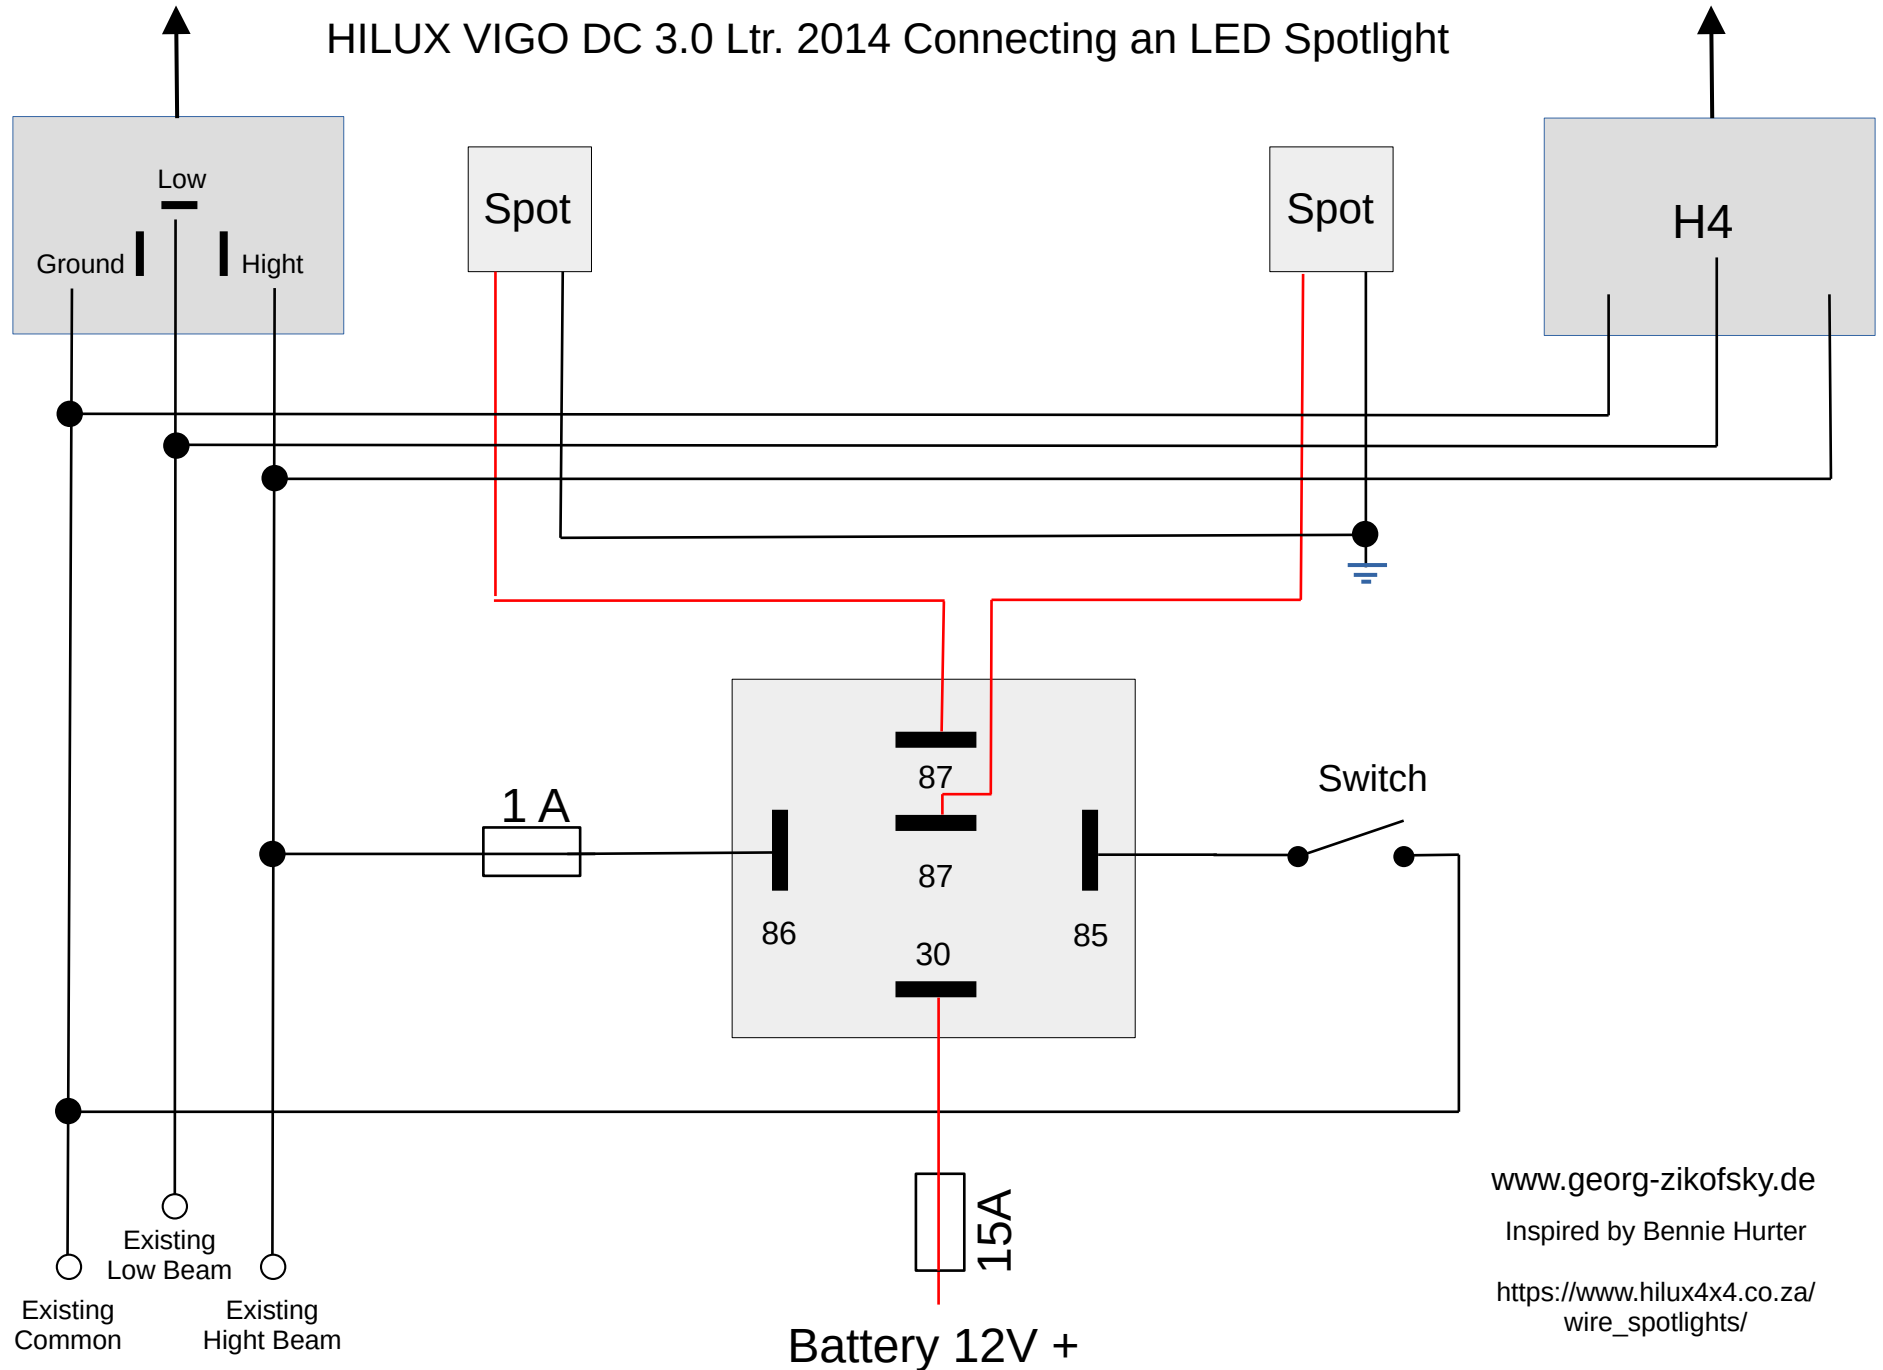 HILUX VIGO DC 3.0 Ltr. 2014 Connecting an LED Spotlight
Low
Ground
Hight
Spot
Spot
H4
87
87
86
85
30
1 A
Switch
15A
Existing
Low Beam
Existing
Common
Existing
Hight Beam
Battery 12V +
www.georg-zikofsky.de
Inspired by Bennie Hurter
https://www.hilux4x4.co.za/
wire_spotlights/